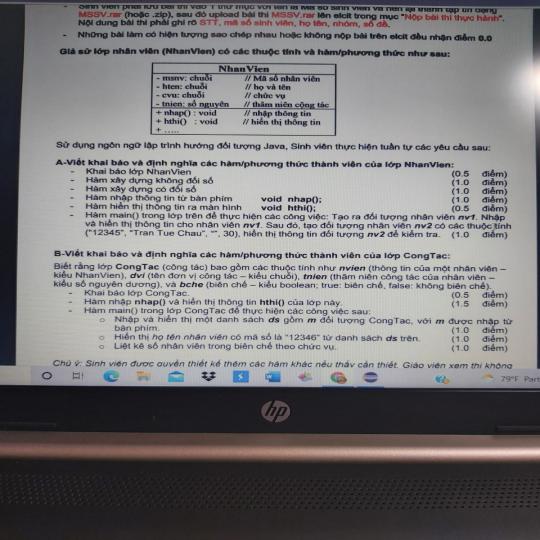 Sinh viên phải lưu bài thi vào 1 thư mục với tên là Mã số sinh viên và nén lại thành tập tin dạng
MSSV.rar (hoặc .zip), sau đó upload bài thi MSSV.rar lên elcit trong mục "Nộp bài thi thực hành".
Nội dung bài thi phải ghi rõ STT, mã số sinh viên, họ tên, nhóm, số đề.
- Những bài làm có hiện tượng sao chép nhau hoặc không nộp bài trên elcit đều nhận điểm 0.0
Giả sử lớp nhân viên (NhanVien) có các thuộc tính và hàm/phương thức như sau:
NhanVien
- msnv: chuỗi // Mã số nhân viên
- hten: chuỗi // họ và tên
- cvu: chuỗi // chức vụ
- tnien: số nguyên // thâm niên công tác
+ nhap() : void // nhập thông tin
+ hthi() : void // hiển thị thông tin
+ .....
Sử dụng ngôn ngữ lập trình hướng đối tượng Java, Sinh viên thực hiện tuần tự các yêu cầu sau:
A-Viết khai báo và định nghĩa các hàm/phương thức thành viên của lớp NhanVien:
- Khai báo lớp NhanVien (0.5 điểm)
- Hàm xây dựng không đối số (1.0 điểm)
- Hàm xây dựng có đối số (1.0 điểm)
- Hàm nhập thông tin từ bàn phím void nhap(); (1.0 điểm)
- Hàm hiển thị thông tin ra màn hình void hthi(); (0.5 điểm)
- Hàm main() trong lớp trên để thực hiện các công việc: Tạo ra đối tượng nhân viên nv1. Nhập
và hiển thị thông tin cho nhân viên nv1. Sau đó, tạo đối tượng nhân viên nv2 có các thuộc tính
("12345", "Tran Tue Chau", "", 30), hiển thị thông tin đối tượng nv2 để kiểm tra. (1.0 điểm)
B-Viết khai báo và định nghĩa các hàm/phương thức thành viên của lớp CongTac:
Biết rằng lớp CongTac (công tác) bao gồm các thuộc tính như nvien (thông tin của một nhân viên –
kiểu NhanVien), dvi (tên đơn vị công tác – kiểu chuỗi), tnien (thâm niên công tác của nhân viên –
kiểu số nguyên dương), và bche (biên chế – kiểu boolean; true: biên chế, false: không biên chế).
- Khai báo lớp CongTac. (0.5 điểm)
- Hàm nhập nhap() và hiển thị thông tin hthi() của lớp này. (1.5 điểm)
- Hàm main() trong lớp CongTac để thực hiện các công việc sau:
o Nhập và hiển thị một danh sách ds gồm m đối tượng CongTac, với m được nhập từ
bàn phím. (1.0 điểm)
o Hiển thị họ tên nhân viên có mã số là "12346" từ danh sách ds trên. (1.0 điểm)
o Liệt kê số nhân viên trong biên chế theo chức vụ. (1.0 điểm)
Chú ý: Sinh viên được quyền thiết kế thêm các hàm khác nếu thấy cần thiết. Giáo viên xem thi không
79°F Part
hp